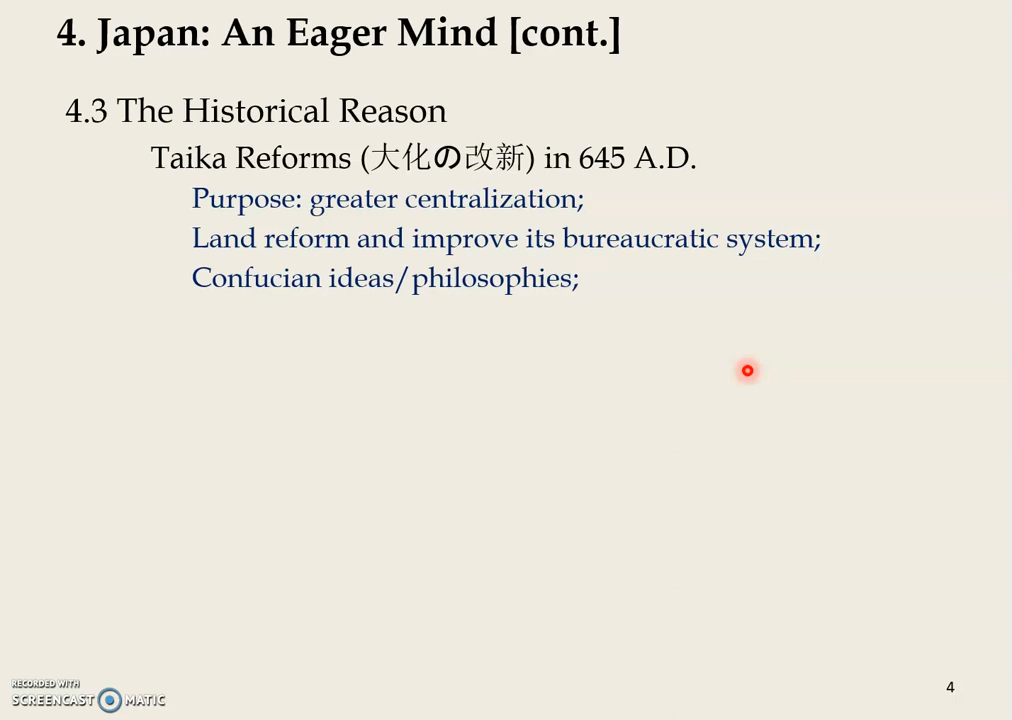 4. Japan: An Eager Mind [cont.]
4.3 The Historical Reason
Taika Reforms (大化の改新) in 645 A.D.
Purpose: greater centralization;
Land reform and improve its bureaucratic system;
Confucian ideas/philosophies;
RECORDED WITH
SCREENCAST MATIC
4